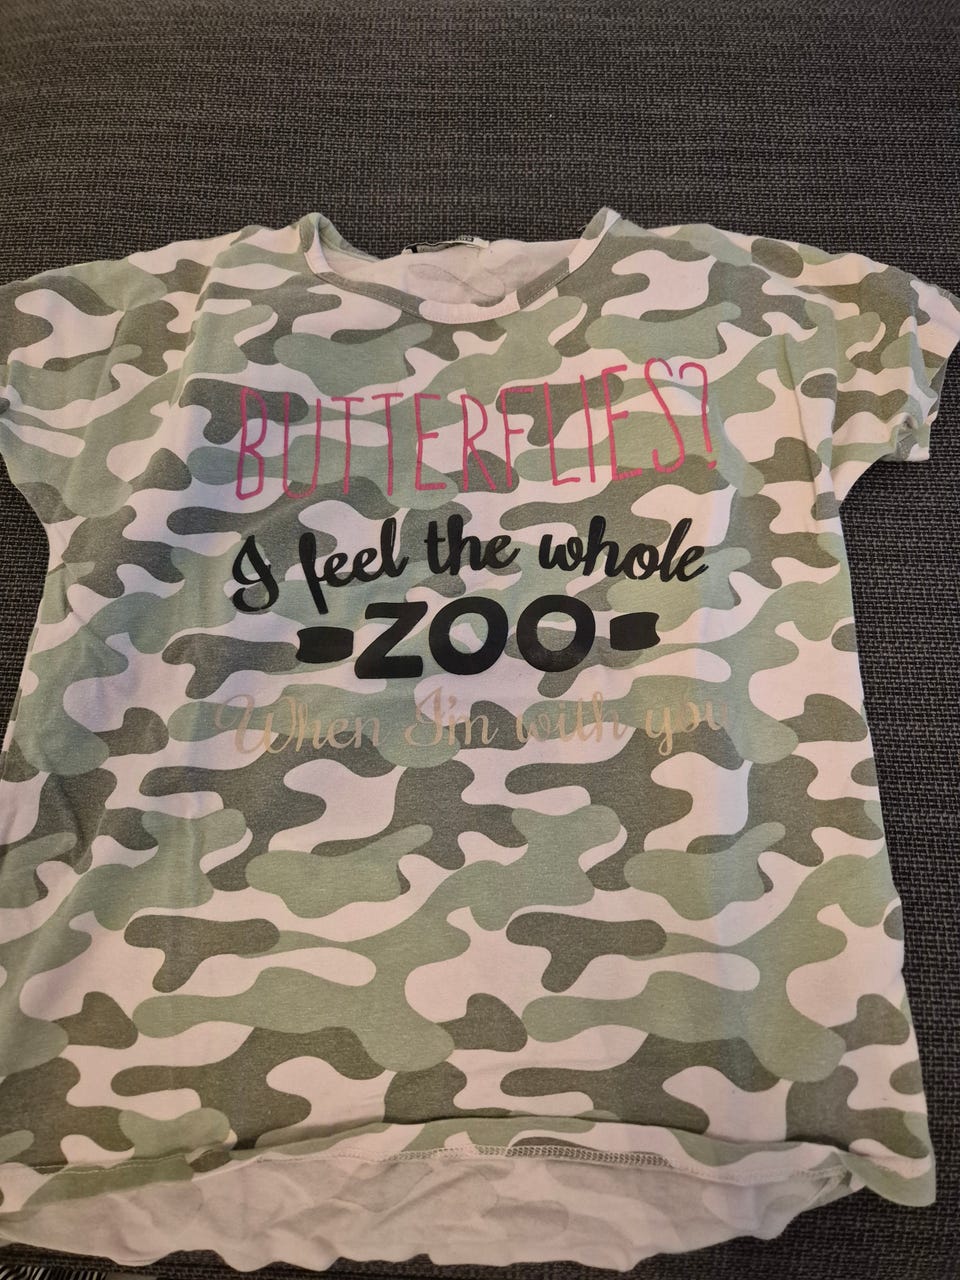 BUTTERFLIES?
I feel the whole
ZOO
When I'm with you